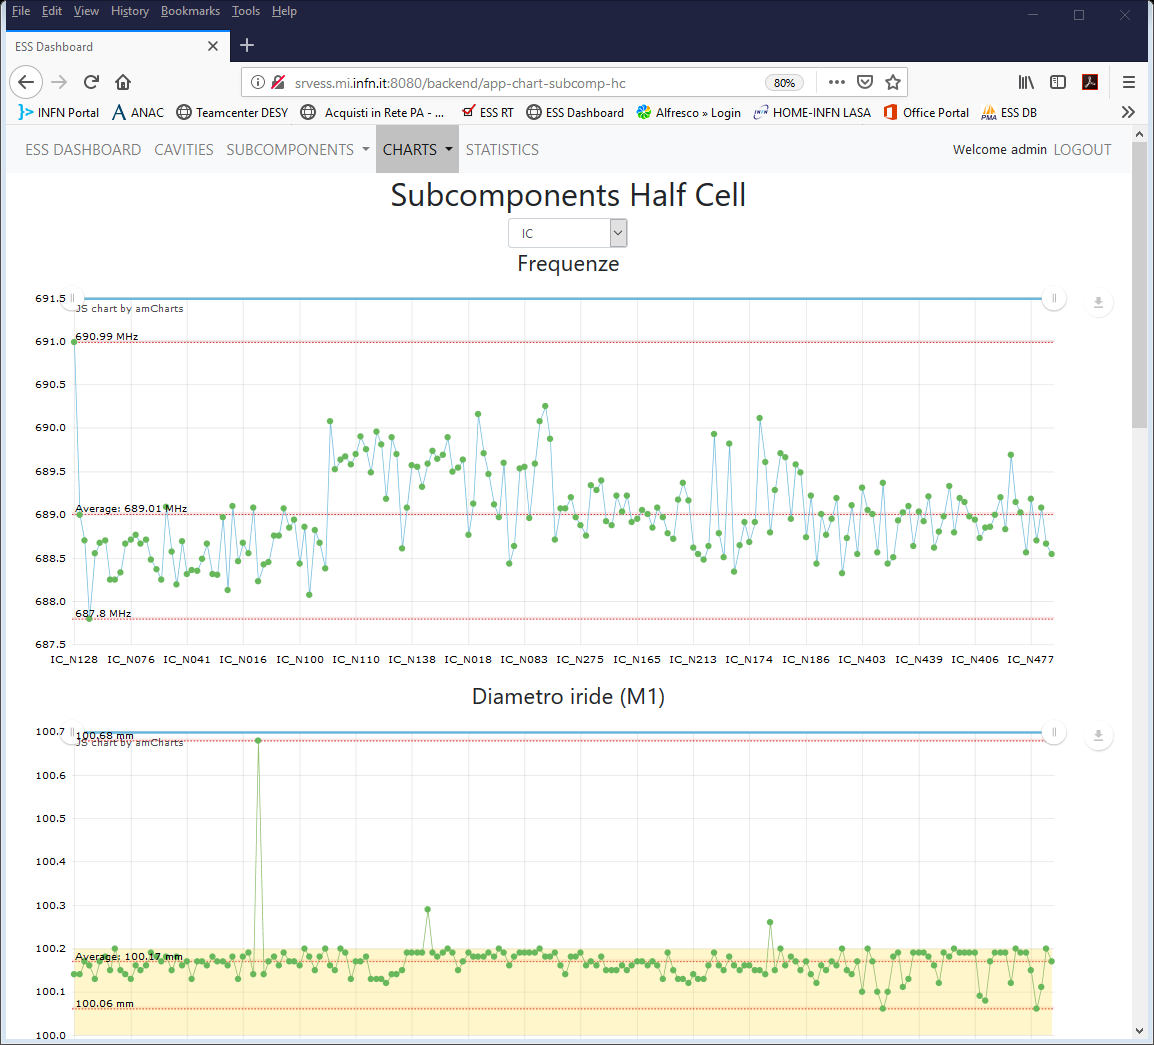 File Edit View History Bookmarks Tools Help
ESS Dashboard
srvess.mi.infn.it:8080/backend/app-chart-subcomp-hc 80%
INFN Portal ANAC Teamcenter DESY Acquisti in Rete PA - ... ESS RT ESS Dashboard Alfresco » Login HOME-INFN LASA Office Portal PMA ESS DB
ESS DASHBOARD CAVITIES SUBCOMPONENTS CHARTS STATISTICS Welcome admin LOGOUT
Subcomponents Half Cell
IC
Frequenze
691.5
JS chart by amCharts
690.99 MHz
691.0
690.5
690.0
689.5
Average: 689.01 MHz
689.0
688.5
688.0
687.8 MHz
687.5
IC_N128 IC_N076 IC_N041 IC_N016 IC_N100 IC_N110 IC_N138 IC_N018 IC_N083 IC_N275 IC_N165 IC_N213 IC_N174 IC_N186 IC_N403 IC_N439 IC_N406 IC_N477
Diametro iride (M1)
100.7
100.68 mm
JS chart by amCharts
100.6
100.5
100.4
100.3
100.2
Average: 100.17 mm
100.1
100.06 mm
100.0